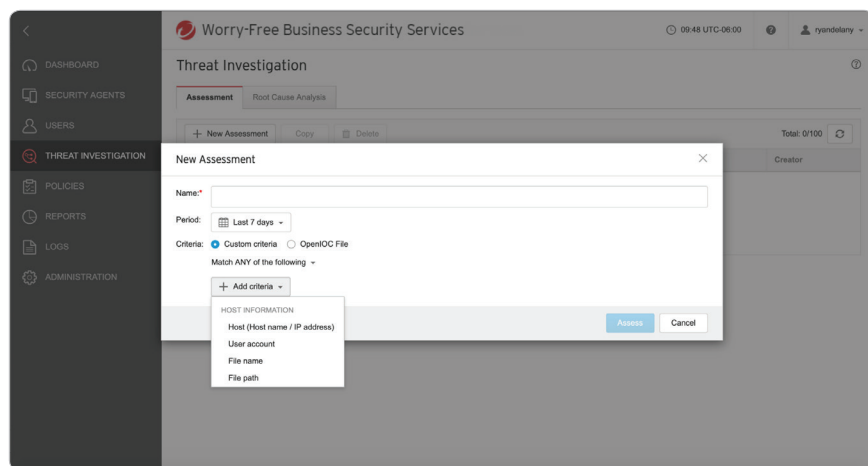 Worry-Free Business Security Services
09:48 UTC-06:00
ryondelany
DASHBOARD
SECURITY AGENTS
USERS
THREAT INVESTIGATION
POLICIES
REPORTS
LOGS
ADMINISTRATION
Threat Investigation
Assessment
Root Cause Analysis
New Assessment
Copy
Delete
Total: 0/100
Creator
New Assessment
Name:*
Period:
Last 7 days
Criteria:
Custom criteria
OpenIOC File
Match ANY of the following
Add criteria
HOST INFORMATION
Host (Host name / IP address)
User account
File name
File path
Assess
Cancel